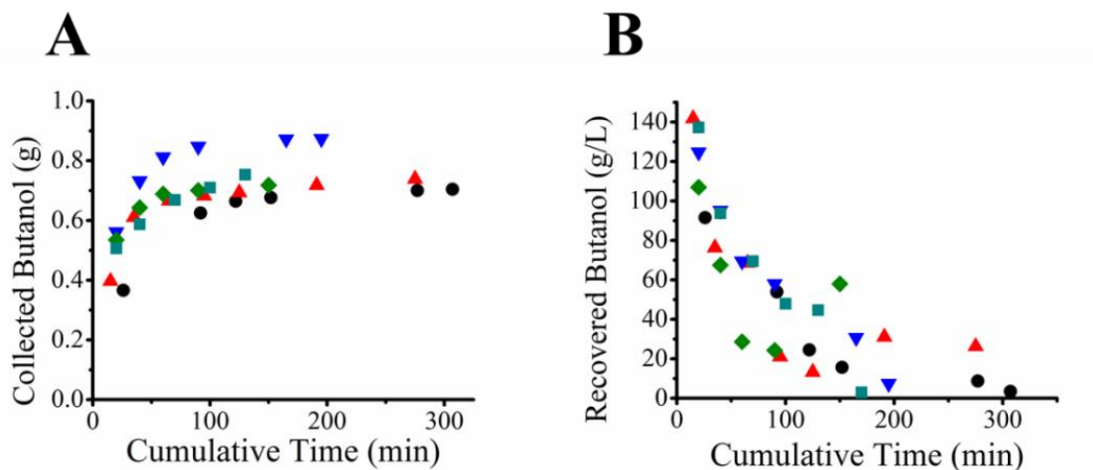 A
B
Collected Butanol (g)
1.0
0.8
0.6
0.4
0.2
0.0
0 100 200 300
Cumulative Time (min)
Recovered Butanol (g/L)
140
120
100
80
60
40
20
0
0 100 200 300
Cumulative Time (min)